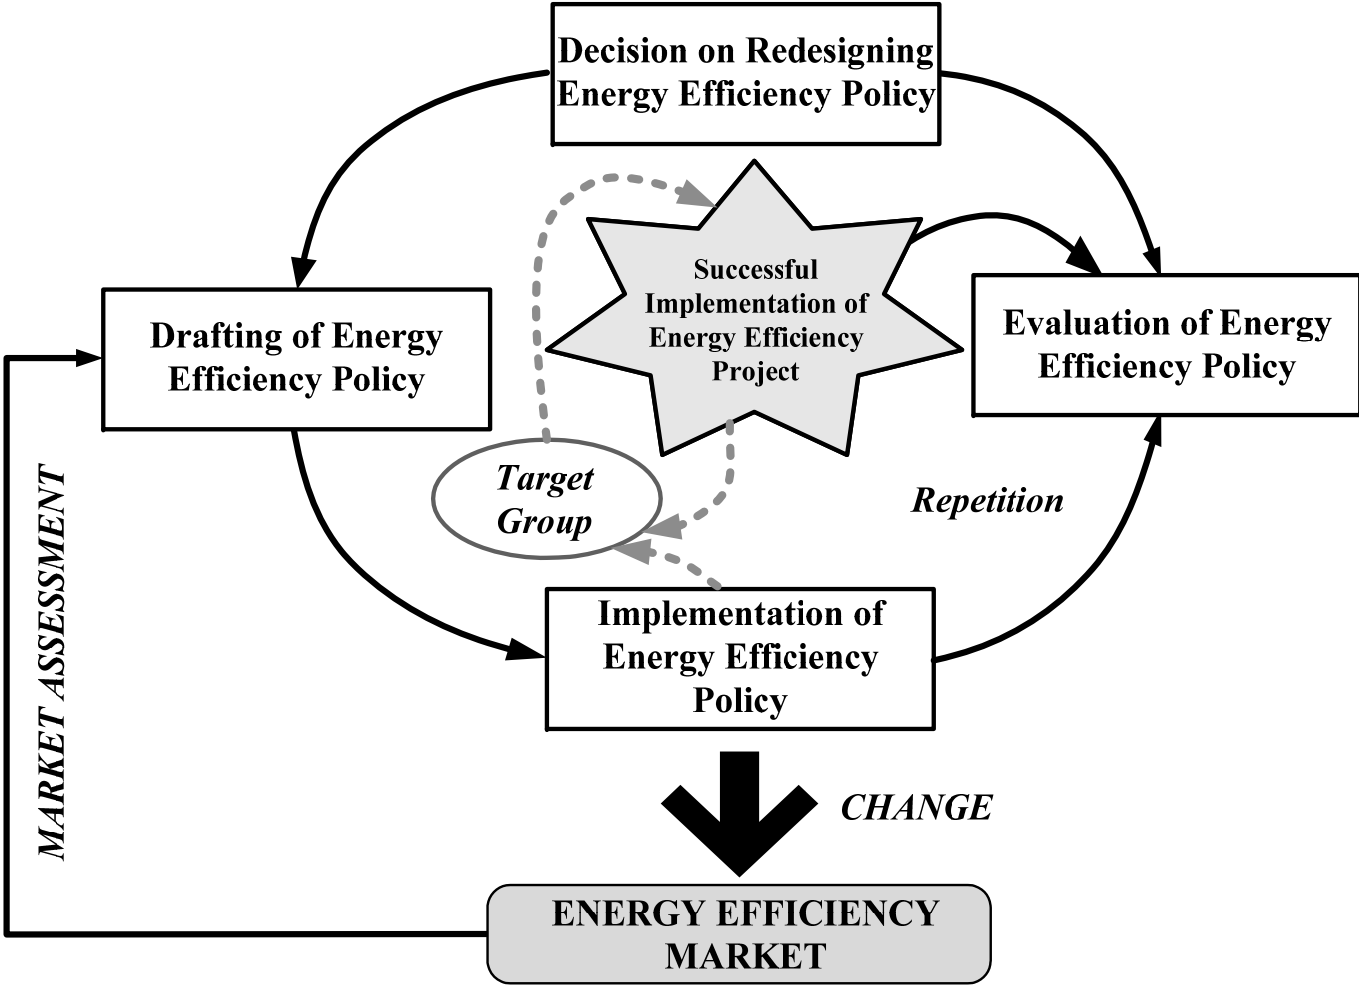 Decision on Redesigning
Energy Efficiency Policy
Successful
Implementation of
Energy Efficiency
Project
Drafting of Energy
Efficiency Policy
Evaluation of Energy
Efficiency Policy
Target
Group
Repetition
MARKET ASSESSMENT
Implementation of
Energy Efficiency
Policy
CHANGE
ENERGY EFFICIENCY
MARKET